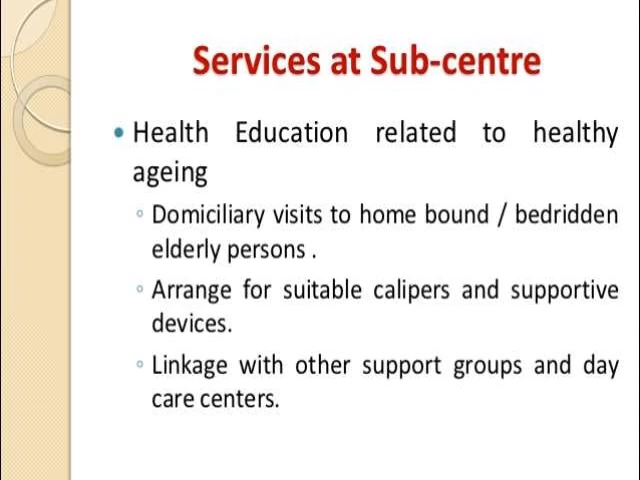 Services at Sub-centre
• Health Education related to healthy
ageing
◦ Domiciliary visits to home bound / bedridden
elderly persons .
◦ Arrange for suitable calipers and supportive
devices.
◦ Linkage with other support groups and day
care centers.